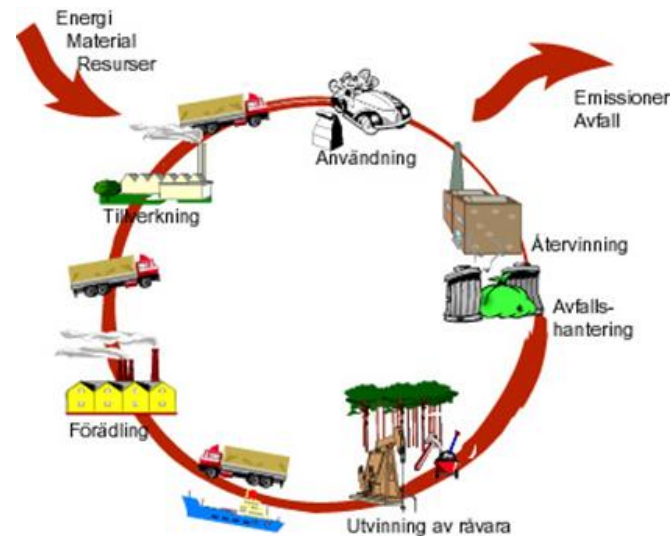 Energi
Material
Resurser
Emissioner
Avfall
Användning
Tillverkning
Återvinning
Avfalls-
hantering
Förädling
Utvinning av råvara